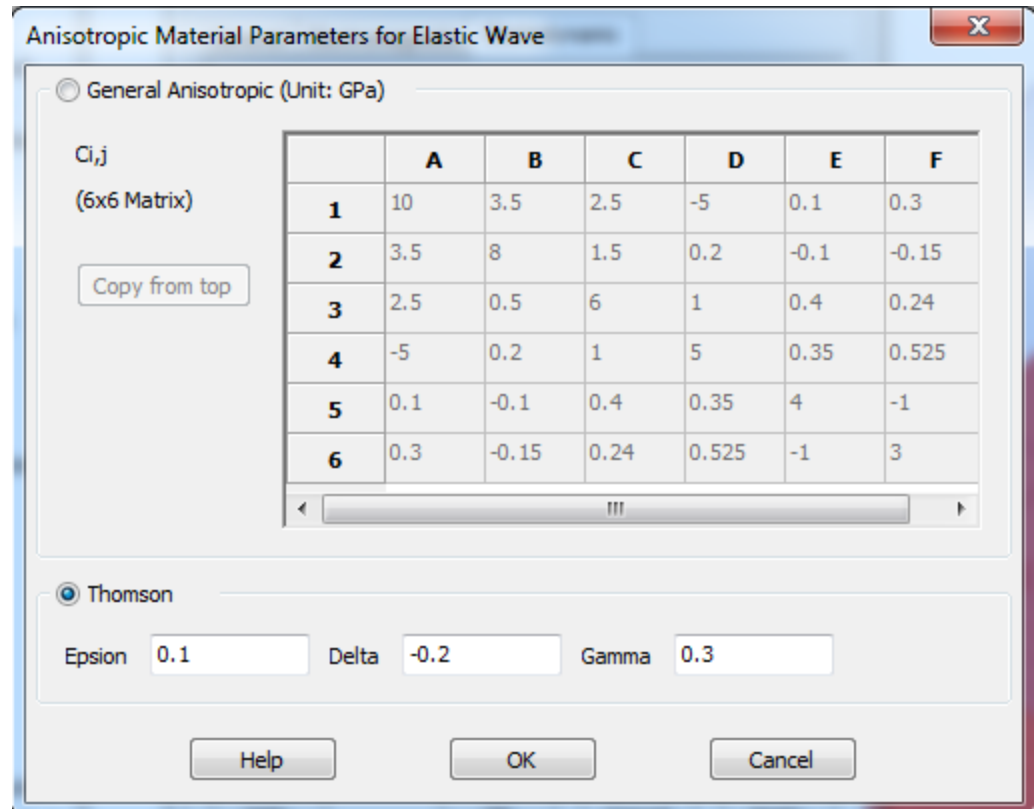 Anisotropic Material Parameters for Elastic Wave
General Anisotropic (Unit: GPa)
Ci,j
(6x6 Matrix)
Copy from top
A B C D E F
1 10 3.5 2.5 -5 0.1 0.3
2 3.5 8 1.5 0.2 -0.1 -0.15
3 2.5 0.5 6 1 0.4 0.24
4 -5 0.2 1 5 0.35 0.525
5 0.1 -0.1 0.4 0.35 4 -1
6 0.3 -0.15 0.24 0.525 -1 3
Thomson
Epsion 0.1 Delta -0.2 Gamma 0.3
Help OK Cancel